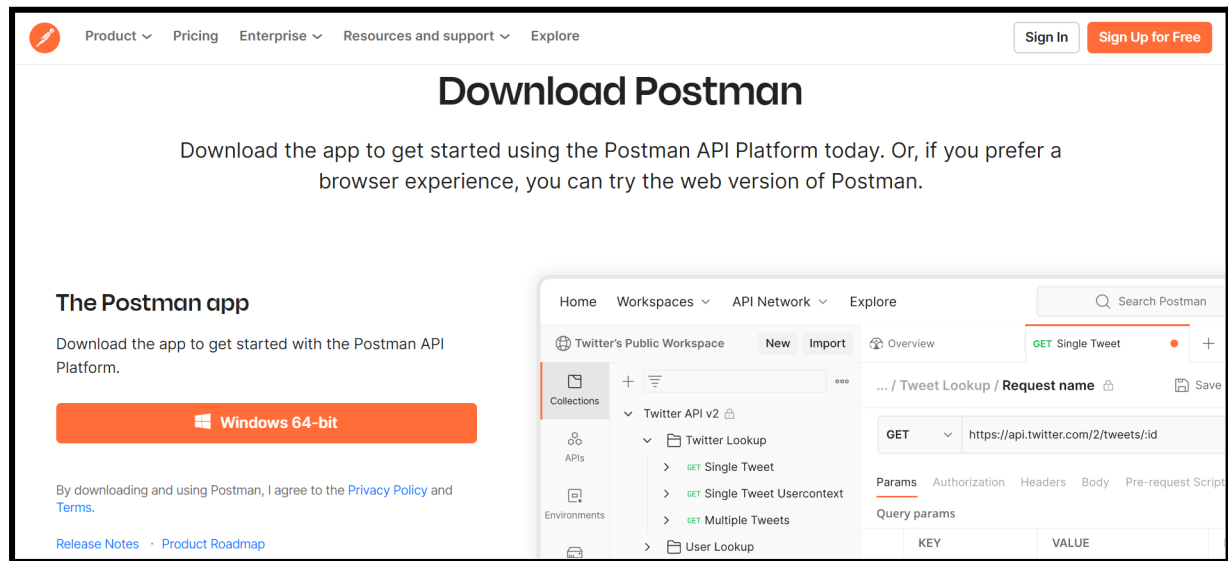 Product Pricing Enterprise Resources and support Explore Sign In Sign Up for Free
Download Postman
Download the app to get started using the Postman API Platform today. Or, if you prefer a
browser experience, you can try the web version of Postman.
The Postman app
Download the app to get started with the Postman API
Platform.
Windows 64-bit
By downloading and using Postman, I agree to the Privacy Policy and
Terms.
Release Notes · Product Roadmap
Home Workspaces API Network Explore Search Postman
Twitter's Public Workspace New Import Overview GET Single Tweet
Collections
... / Tweet Lookup / Request name Save
Twitter API v2
GET https://api.twitter.com/2/tweets/:id
Twitter Lookup
APIs
GET Single Tweet
Params Authorization Headers Body Pre-request Script
GET Single Tweet Usercontext
Environments
Query params
GET Multiple Tweets
KEY VALUE
User Lookup